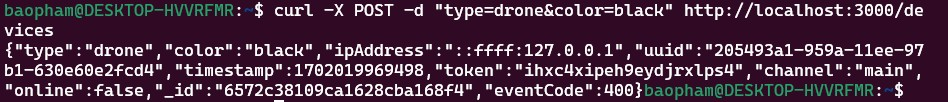 baopham@DESKTOP-HVVRFMR:~$ curl -X POST -d "type=drone&color=black" http://localhost:3000/de
vices
{"type":"drone","color":"black","ipAddress":"::ffff:127.0.0.1","uuid":"205493a1-959a-11ee-97
b1-630e60e2fcd4","timestamp":1702019969498,"token":"ihxc4xipeh9eydjrxlps4","channel":"main",
"online":false,"_id":"6572c38109ca1628cba168f4","eventCode":400}baopham@DESKTOP-HVVRFMR:~$